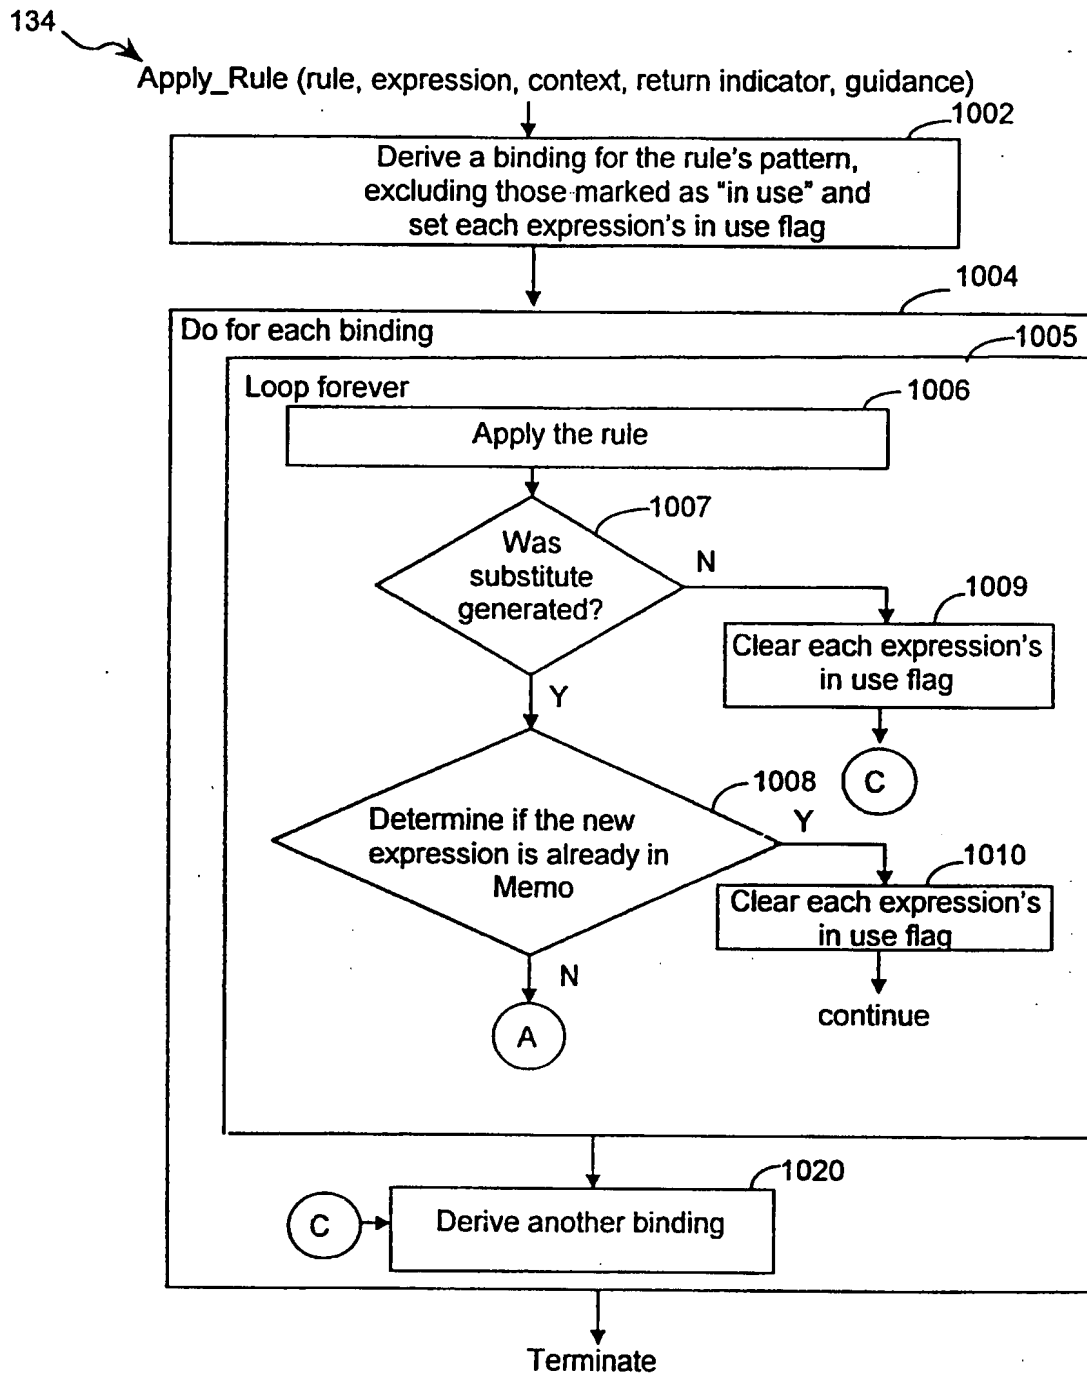 134
Apply_Rule (rule, expression, context, return indicator, guidance)
1002
Derive a binding for the rule's pattern,
excluding those marked as "in use" and
set each expression's in use flag
1004
Do for each binding
1005
Loop forever
1006
Apply the rule
1007
Was
substitute
generated?
N
1009
Clear each expression's
in use flag
Y
C
1008
Determine if the new
expression is already in
Memo
Y
1010
Clear each expression's
in use flag
N
continue
A
1020
C
Derive another binding
Terminate